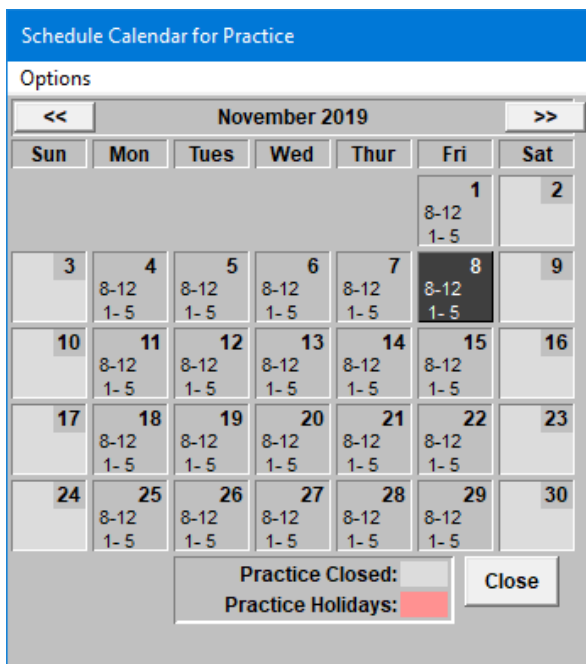 Schedule Calendar for Practice
Options
<< November 2019 >>
Sun Mon Tues Wed Thur Fri Sat
1 2
8-12
1- 5
3 4 5 6 7 8 9
8-12 8-12 8-12 8-12 8-12
1- 5 1- 5 1- 5 1- 5 1- 5
10 11 12 13 14 15 16
8-12 8-12 8-12 8-12 8-12
1- 5 1- 5 1- 5 1- 5 1- 5
17 18 19 20 21 22 23
8-12 8-12 8-12 8-12 8-12
1- 5 1- 5 1- 5 1- 5 1- 5
24 25 26 27 28 29 30
8-12 8-12 8-12 8-12 8-12
1- 5 1- 5 1- 5 1- 5 1- 5
Practice Closed:
Close
Practice Holidays: